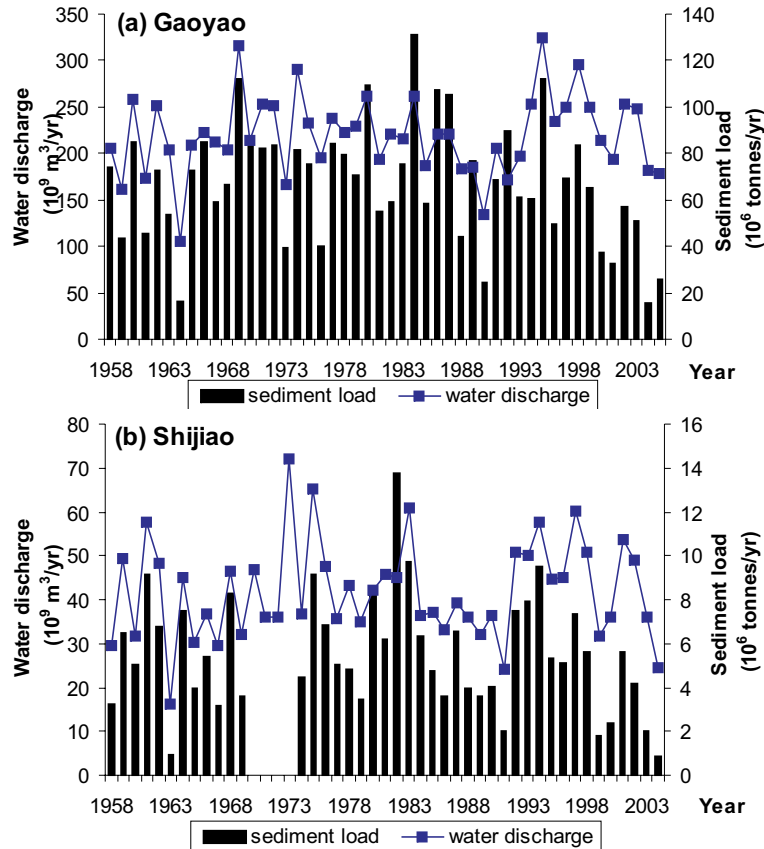 (a) Gaoyao
Water discharge
(10⁹ m³/yr)
350
300
250
200
150
100
50
0
140
120
100
80
60
40
20
0
Sediment load
(10⁶ tonnes/yr)
1958 1963 1968 1973 1978 1983 1988 1993 1998 2003 Year
sediment load water discharge
(b) Shijiao
Water discharge
(10⁹ m³/yr)
80
70
60
50
40
30
20
10
0
16
14
12
10
8
6
4
2
0
Sediment load
(10⁶ tonnes/yr)
1958 1963 1968 1973 1978 1983 1988 1993 1998 2003 Year
sediment load water discharge